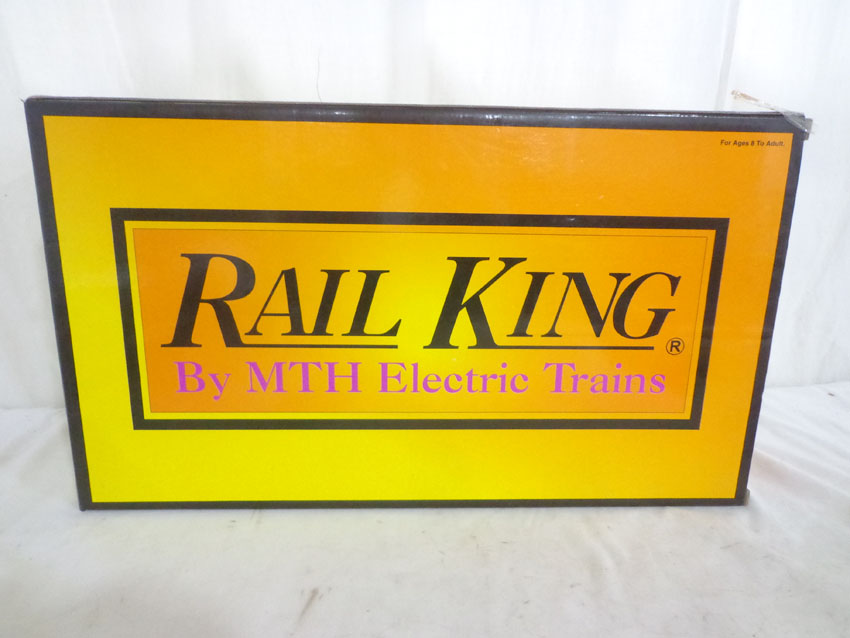 For Ages 8 To Adult.
RAIL KING®
By MTH Electric Trains